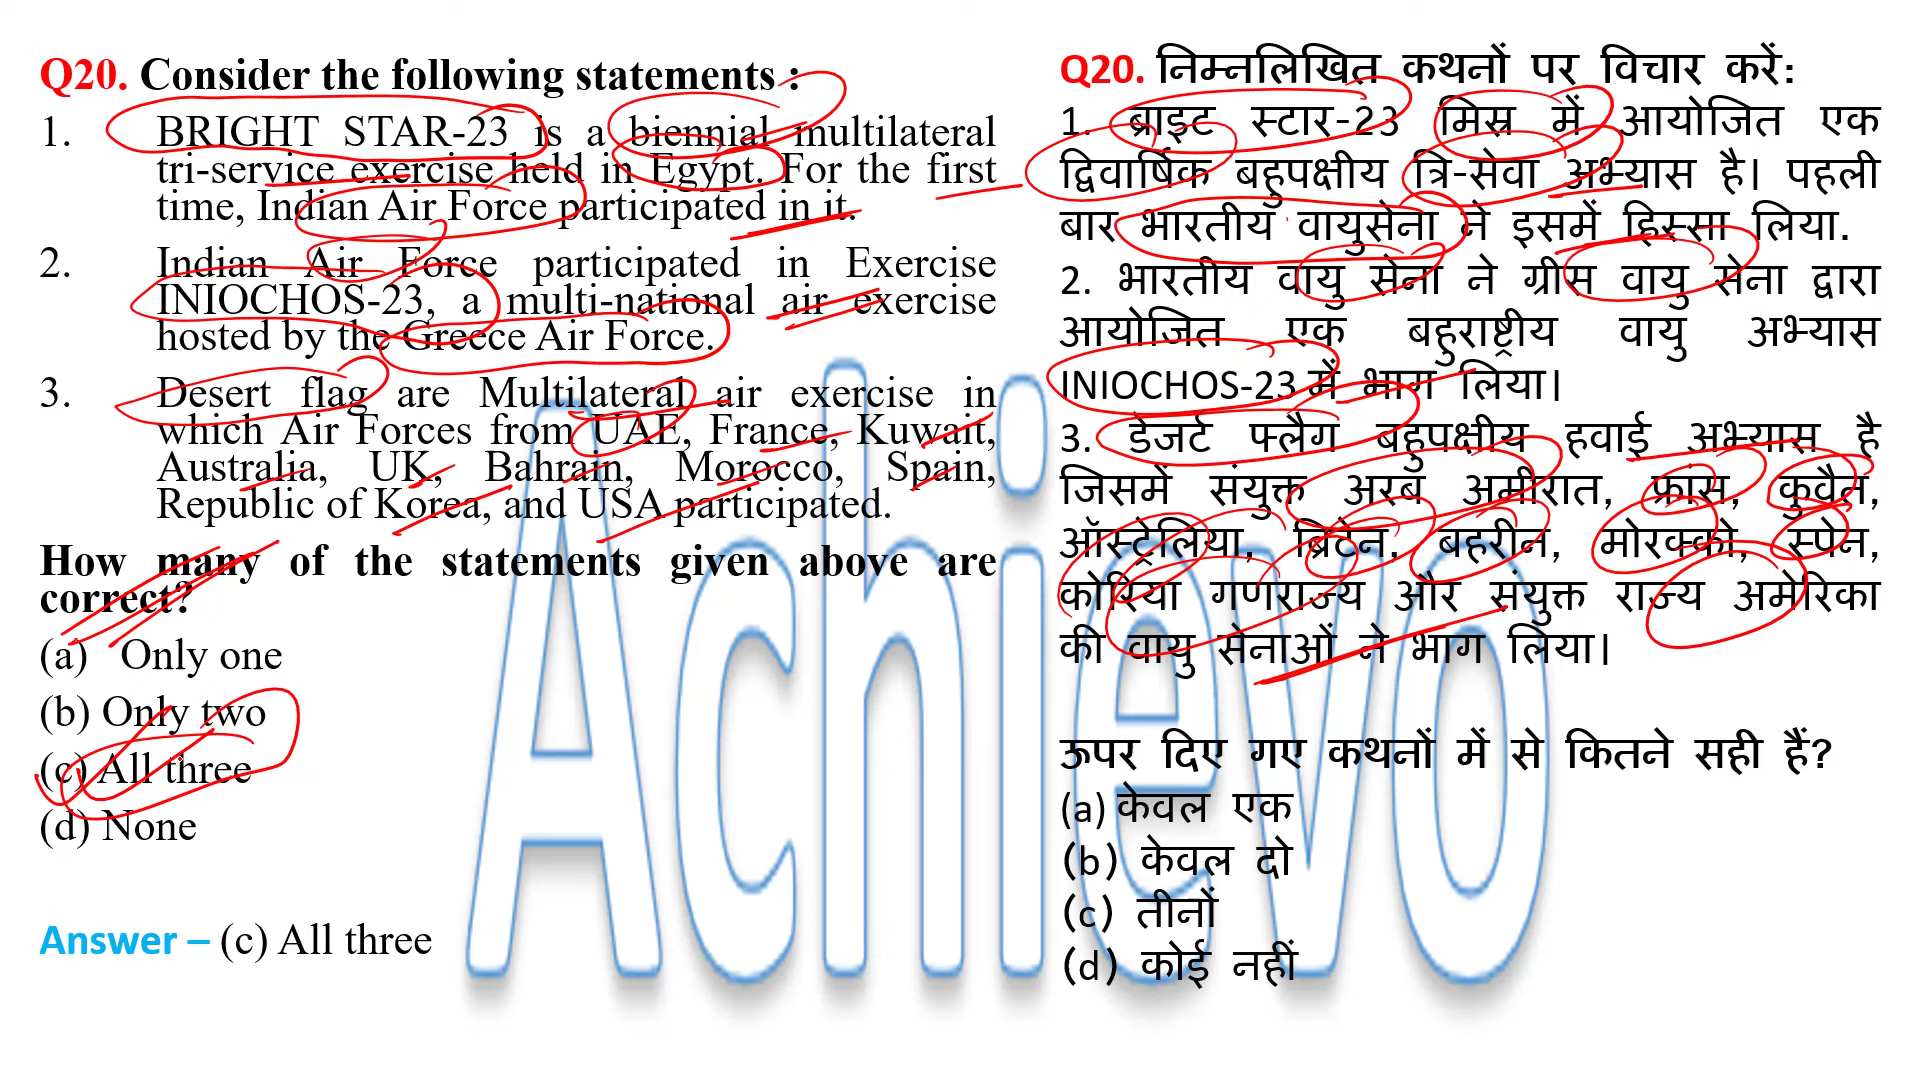 Q20. Consider the following statements :
1. BRIGHT STAR-23 is a biennial multilateral
tri-service exercise held in Egypt. For the first
time, Indian Air Force participated in it.
2. Indian Air Force participated in Exercise
INIOCHOS-23, a multi-national air exercise
hosted by the Greece Air Force.
3. Desert flag are Multilateral air exercise in
which Air Forces from UAE, France, Kuwait,
Australia, UK, Bahrain, Morocco, Spain,
Republic of Korea, and USA participated.
How many of the statements given above are
correct?
(a) Only one
(b) Only two
(c) All three
(d) None
Answer – (c) All three
Q20. निम्नलिखित कथनों पर विचार करें:
1. ब्राइट स्टार-23 मिस्र में आयोजित एक
द्विवार्षिक बहुपक्षीय त्रि-सेवा अभ्यास है। पहली
बार भारतीय वायुसेना ने इसमें हिस्सा लिया.
2. भारतीय वायु सेना ने ग्रीस वायु सेना द्वारा
आयोजित एक बहुराष्ट्रीय वायु अभ्यास
INIOCHOS-23 में भाग लिया।
3. डेजर्ट फ्लैग बहुपक्षीय हवाई अभ्यास है
जिसमें संयुक्त अरब अमीरात, फ्रांस, कुवैत,
ऑस्ट्रेलिया, ब्रिटेन, बहरीन, मोरक्को, स्पेन,
कोरिया गणराज्य और संयुक्त राज्य अमेरिका
की वायु सेनाओं ने भाग लिया।
ऊपर दिए गए कथनों में से कितने सही हैं?
(a) केवल एक
(b) केवल दो
(c) तीनों
(d) कोई नहीं
Achievo